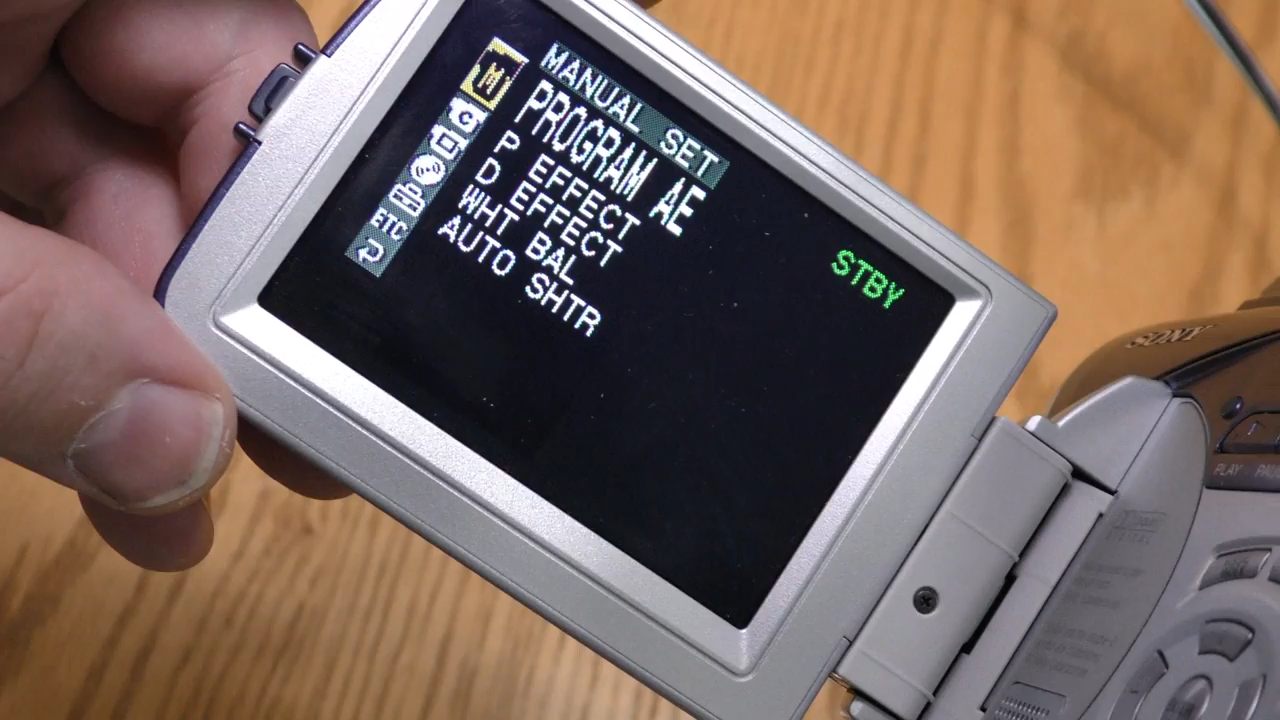 MANUAL SET
PROGRAM AE
P EFFECT
D EFFECT
WHT BAL
AUTO SHTR
ETC
STBY
SONY
PLAY